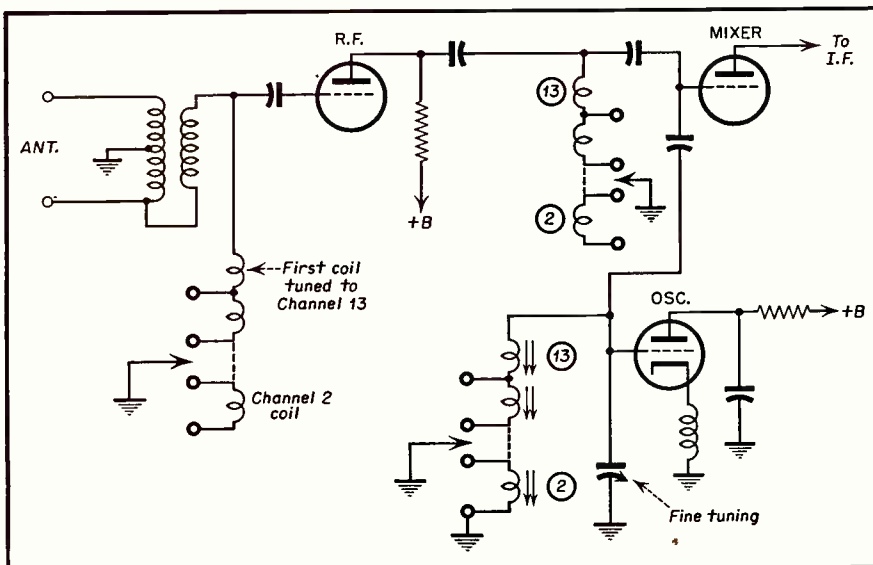 R.F.
MIXER
To
I.F.
ANT.
13
+B
2
First coil
tuned to
Channel 13
OSC.
+B
13
Channel 2
coil
2
Fine tuning